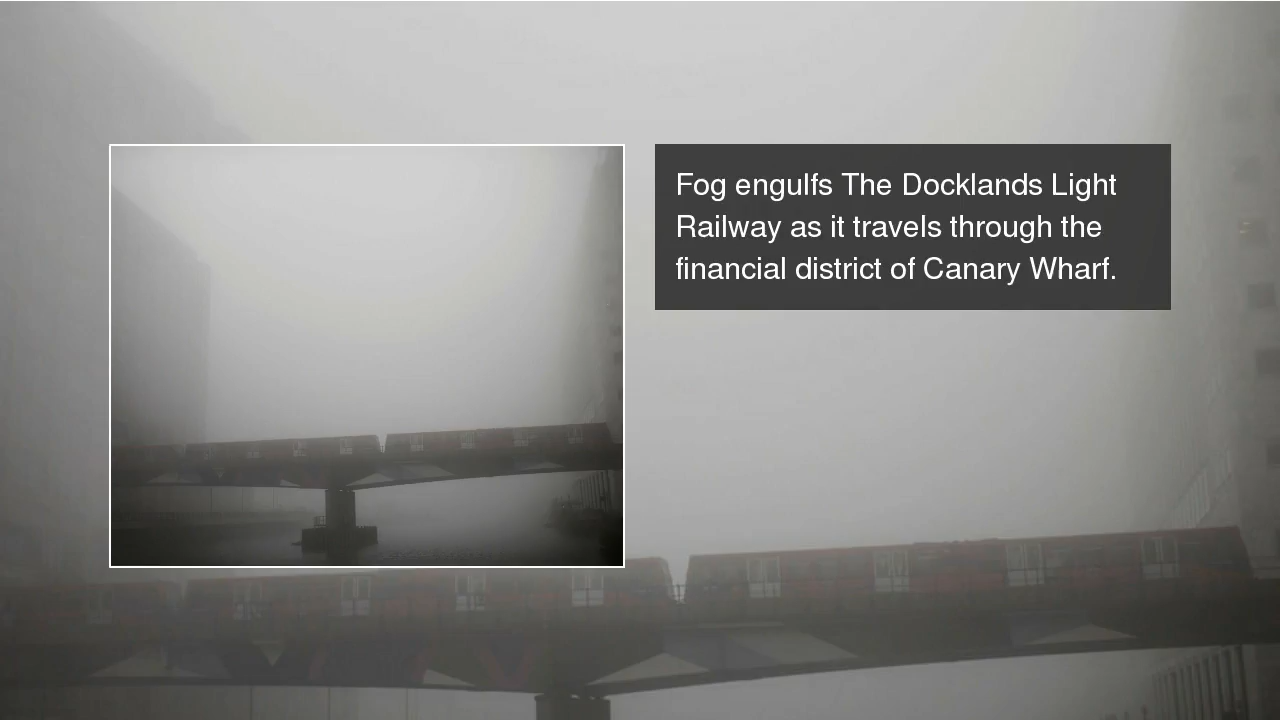 Fog engulfs The Docklands Light
Railway as it travels through the
financial district of Canary Wharf.